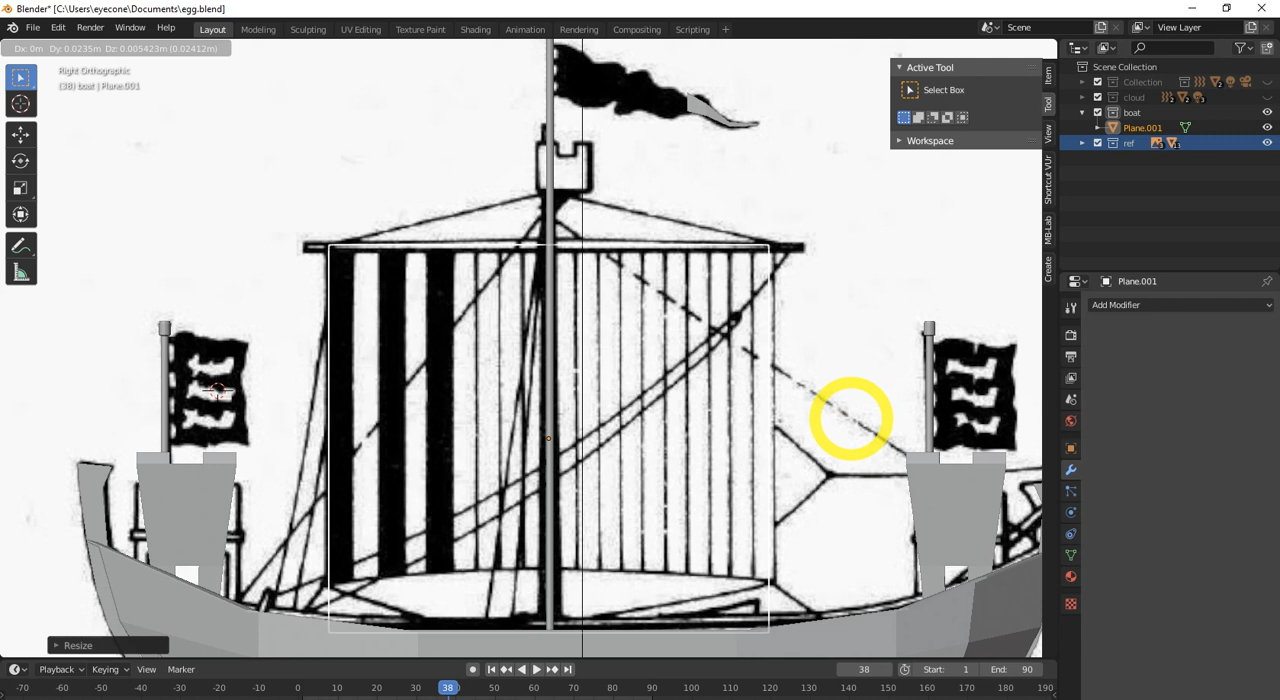 Blender* [C:\Users\eyecone\Documents\egg.blend]
File Edit Render Window Help Layout Modeling Sculpting UV Editing Texture Paint Shading Animation Rendering Compositing Scripting + Scene View Layer
Dx: 0m Dy: 0.0235m Dz: 0.005423m (0.02412m)
Right Orthographic
(38) boat | Plane.001
Active Tool
Select Box
Workspace
Item
Tool
View
Shortcut VUr
MB-Lab
Create
Scene Collection
Collection
cloud
boat
Plane.001
ref
Plane.001
Add Modifier
Resize
Playback Keying View Marker 38 Start: 1 End: 90
-70 -60 -50 -40 -30 -20 -10 0 10 20 30 38 50 60 70 80 90 100 110 120 130 140 150 160 170 180 190